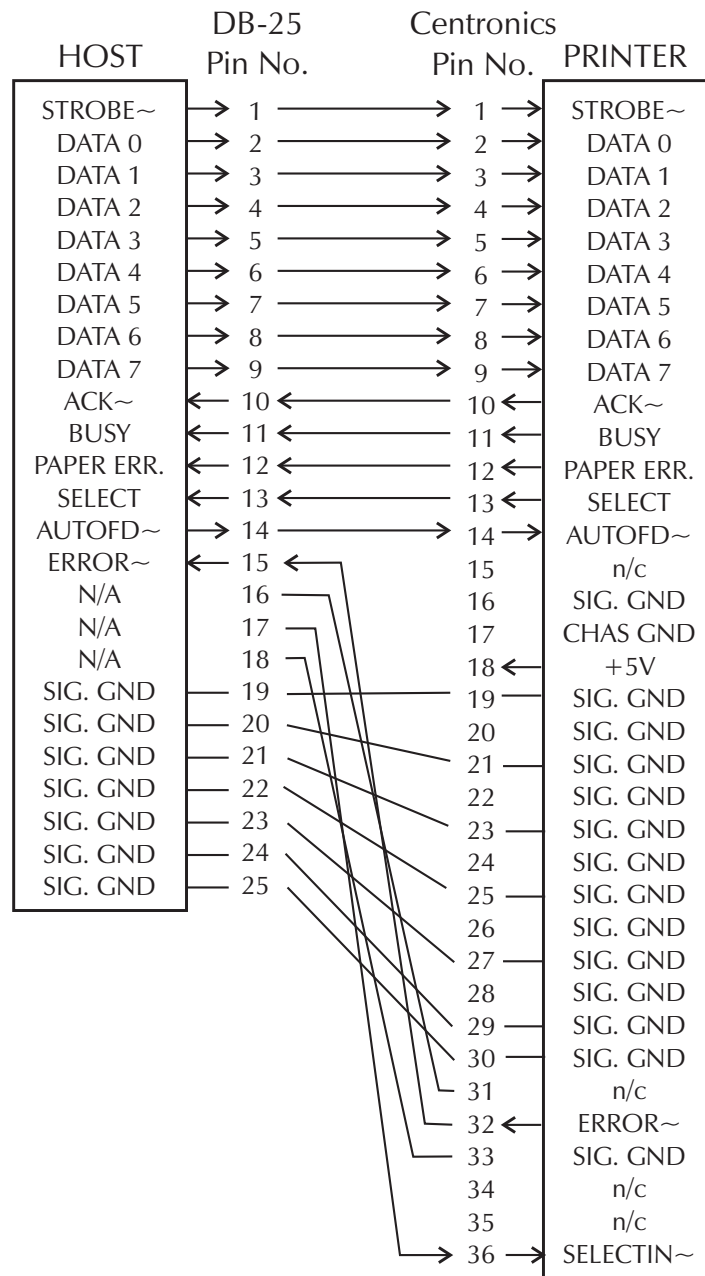 DB-25 Centronics
HOST Pin No. Pin No. PRINTER
STROBE~ 1 1 STROBE~
DATA 0 2 2 DATA 0
DATA 1 3 3 DATA 1
DATA 2 4 4 DATA 2
DATA 3 5 5 DATA 3
DATA 4 6 6 DATA 4
DATA 5 7 7 DATA 5
DATA 6 8 8 DATA 6
DATA 7 9 9 DATA 7
ACK~ 10 10 ACK~
BUSY 11 11 BUSY
PAPER ERR. 12 12 PAPER ERR.
SELECT 13 13 SELECT
AUTOFD~ 14 14 AUTOFD~
ERROR~ 15 15 n/c
N/A 16 16 SIG. GND
N/A 17 17 CHAS GND
N/A 18 18 +5V
SIG. GND 19 19 SIG. GND
SIG. GND 20 20 SIG. GND
SIG. GND 21 21 SIG. GND
SIG. GND 22 22 SIG. GND
SIG. GND 23 23 SIG. GND
SIG. GND 24 24 SIG. GND
SIG. GND 25 25 SIG. GND
26 SIG. GND
27 SIG. GND
28 SIG. GND
29 SIG. GND
30 SIG. GND
31 n/c
32 ERROR~
33 SIG. GND
34 n/c
35 n/c
36 SELECTIN~